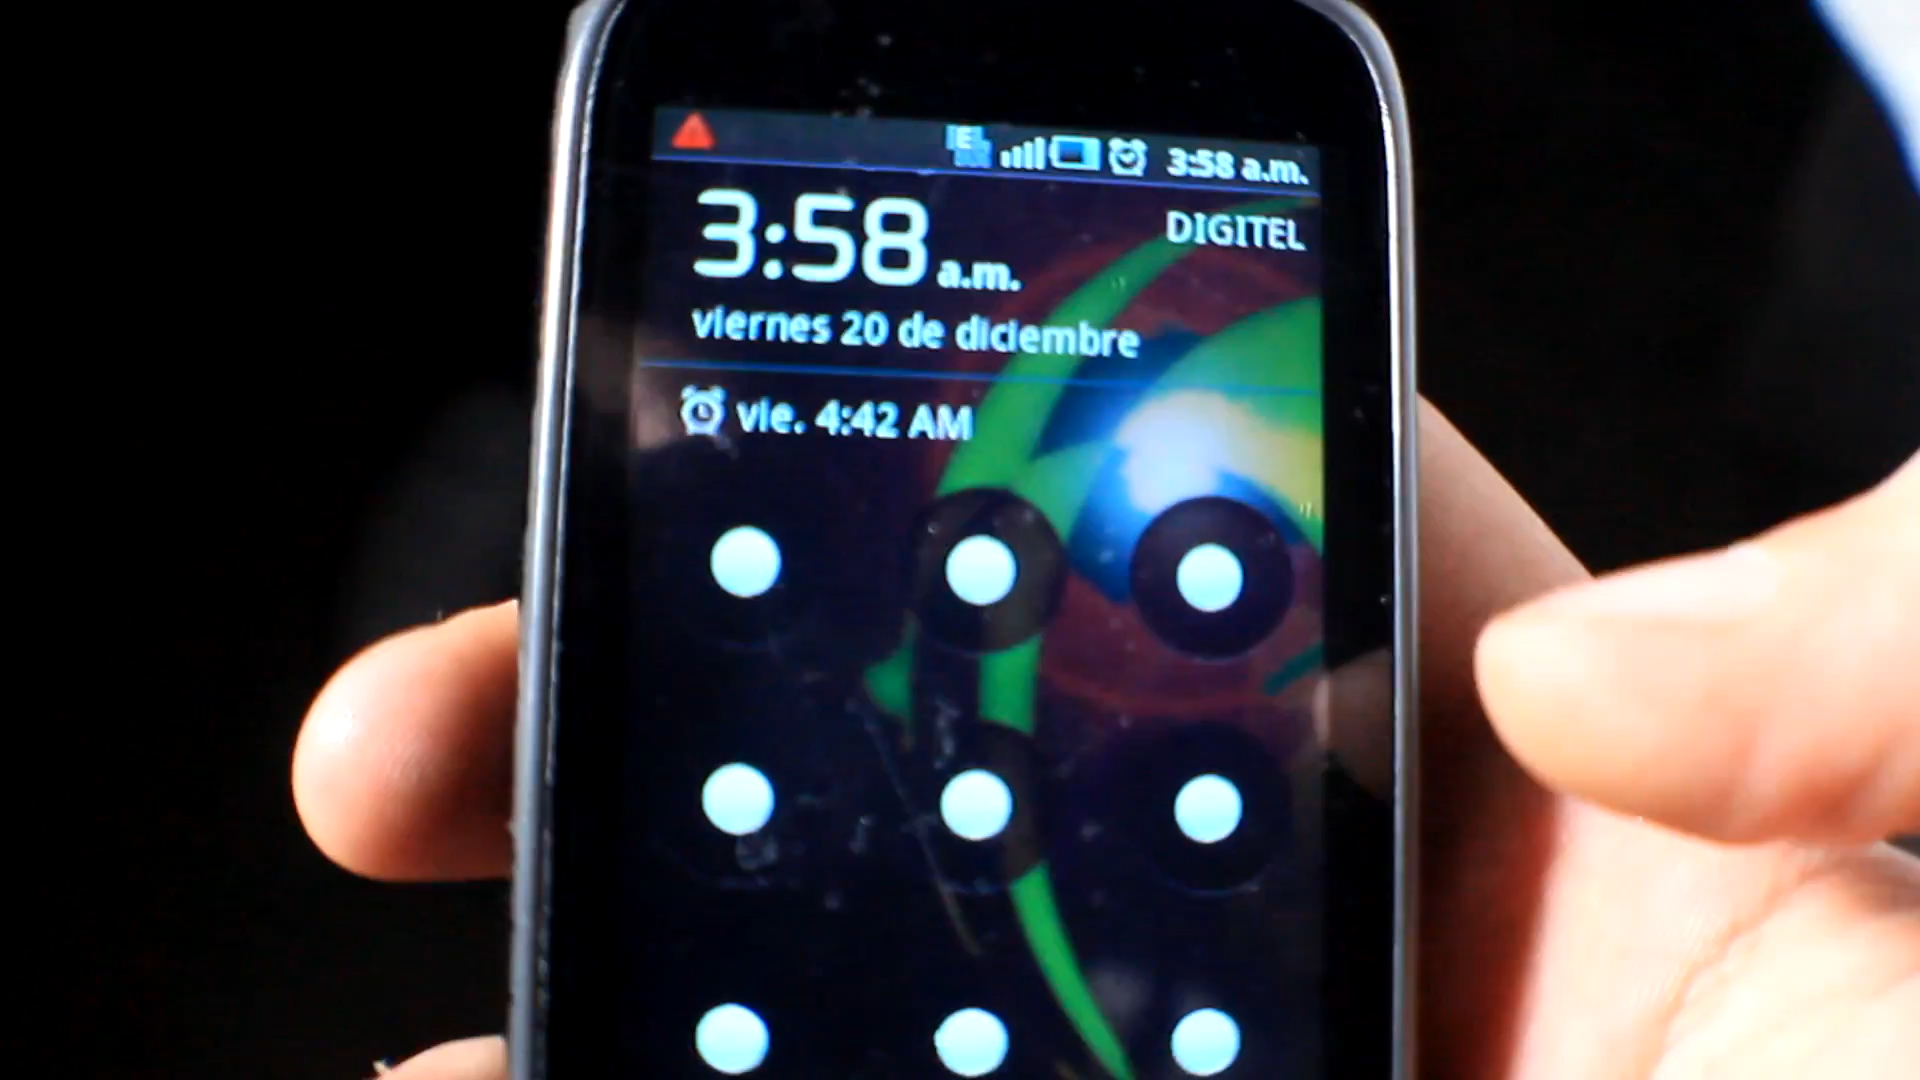 E 3:58 a.m.
3:58 a.m.
DIGITEL
viernes 20 de diciembre
vie. 4:42 AM